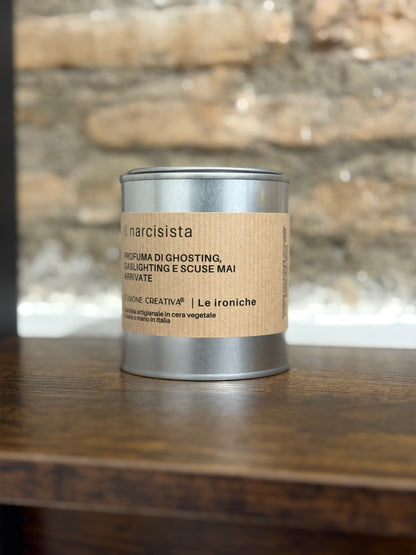 il narcisista
PROFUMA DI GHOSTING,
GASLIGHTING E SCUSE MAI
ARRIVATE
FUSIONE CREATIVA® | Le ironiche
Candela artigianale in cera vegetale
a mano in Italia